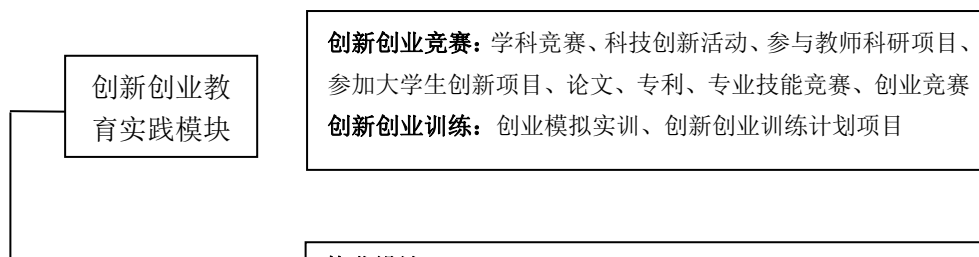 创新创业教
育实践模块
创新创业竞赛：学科竞赛、科技创新活动、参与教师科研项目、
参加大学生创新项目、论文、专利、专业技能竞赛、创业竞赛
创新创业训练：创业模拟实训、创新创业训练计划项目